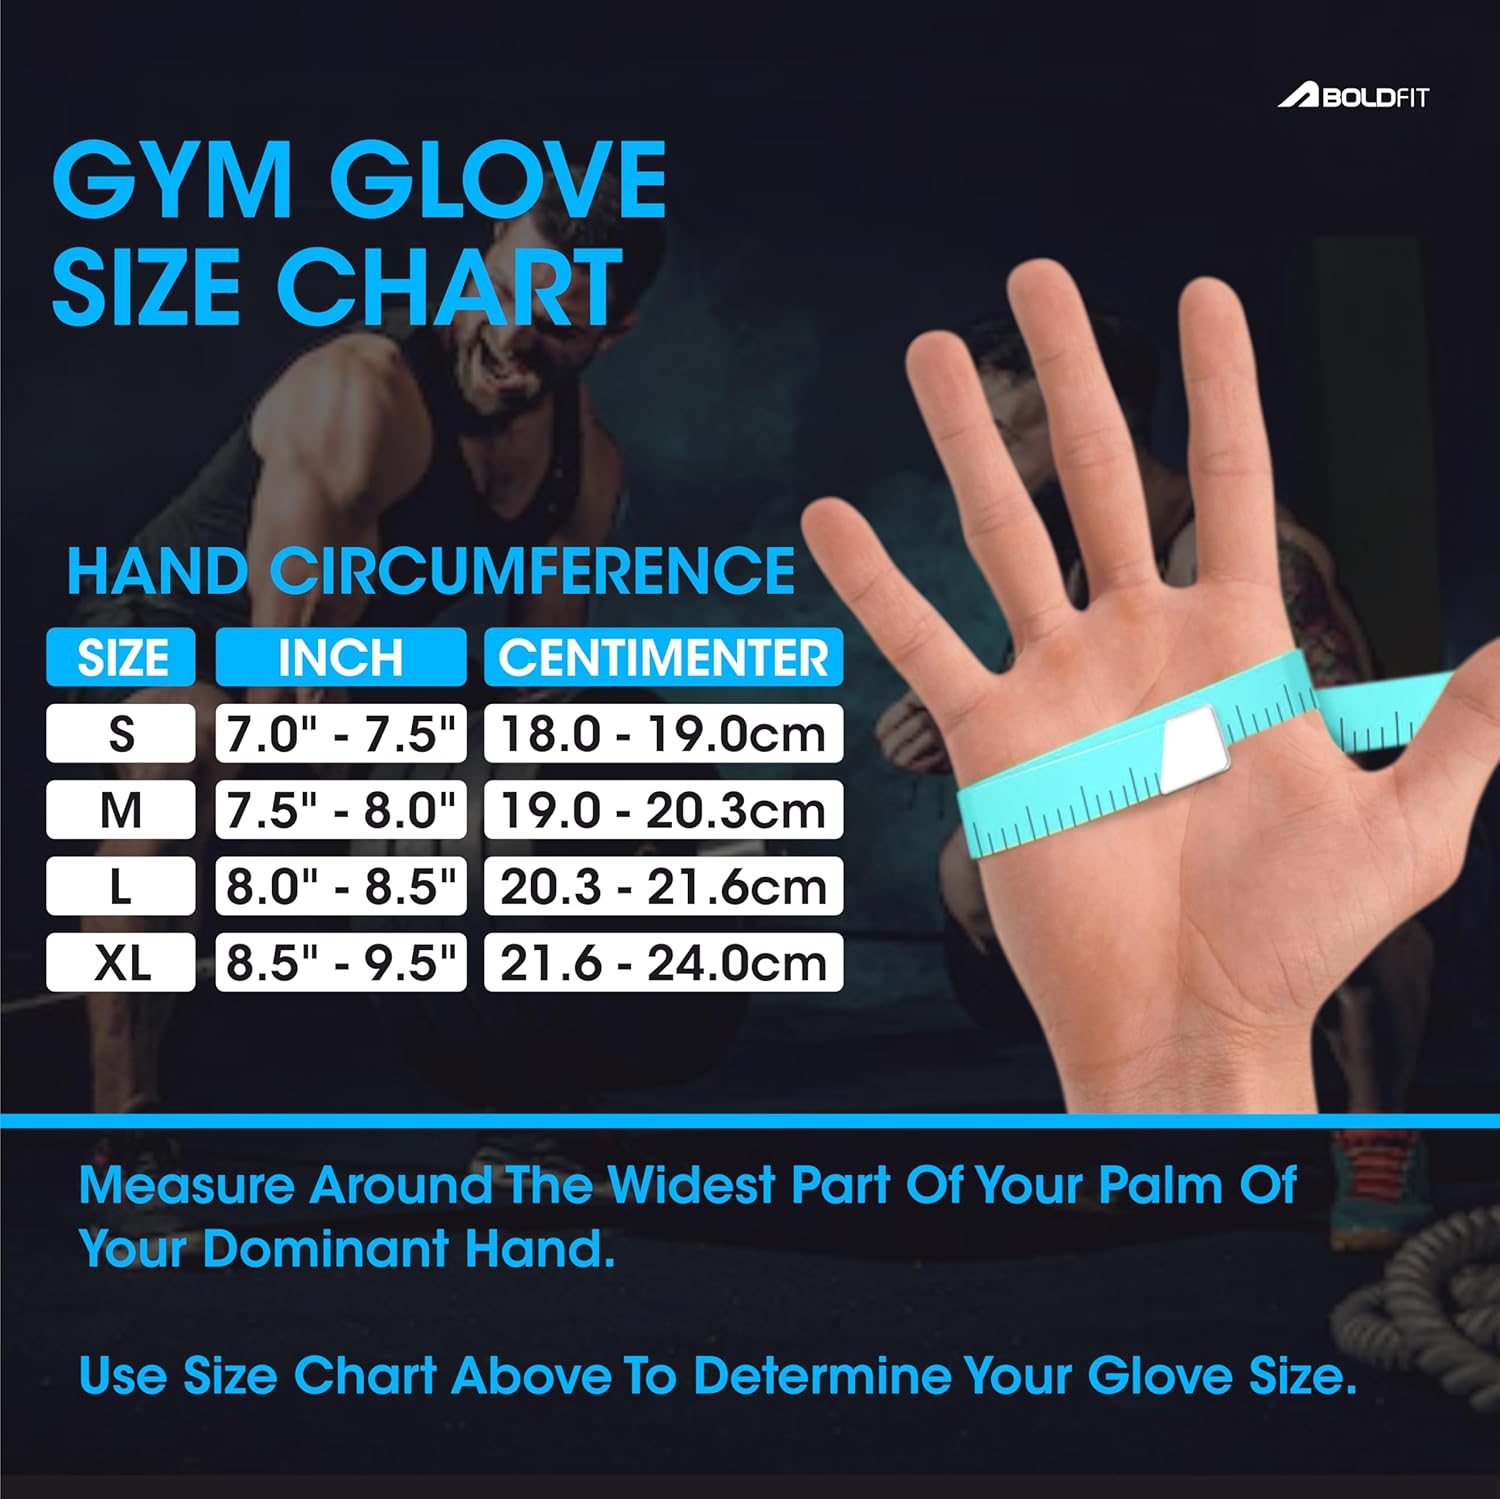 BOLDFIT
GYM GLOVE
SIZE CHART
HAND CIRCUMFERENCE
SIZE INCH CENTIMENTER
S 7.0" - 7.5" 18.0 - 19.0cm
M 7.5" - 8.0" 19.0 - 20.3cm
L 8.0" - 8.5" 20.3 - 21.6cm
XL 8.5" - 9.5" 21.6 - 24.0cm
Measure Around The Widest Part Of Your Palm Of
Your Dominant Hand.
Use Size Chart Above To Determine Your Glove Size.